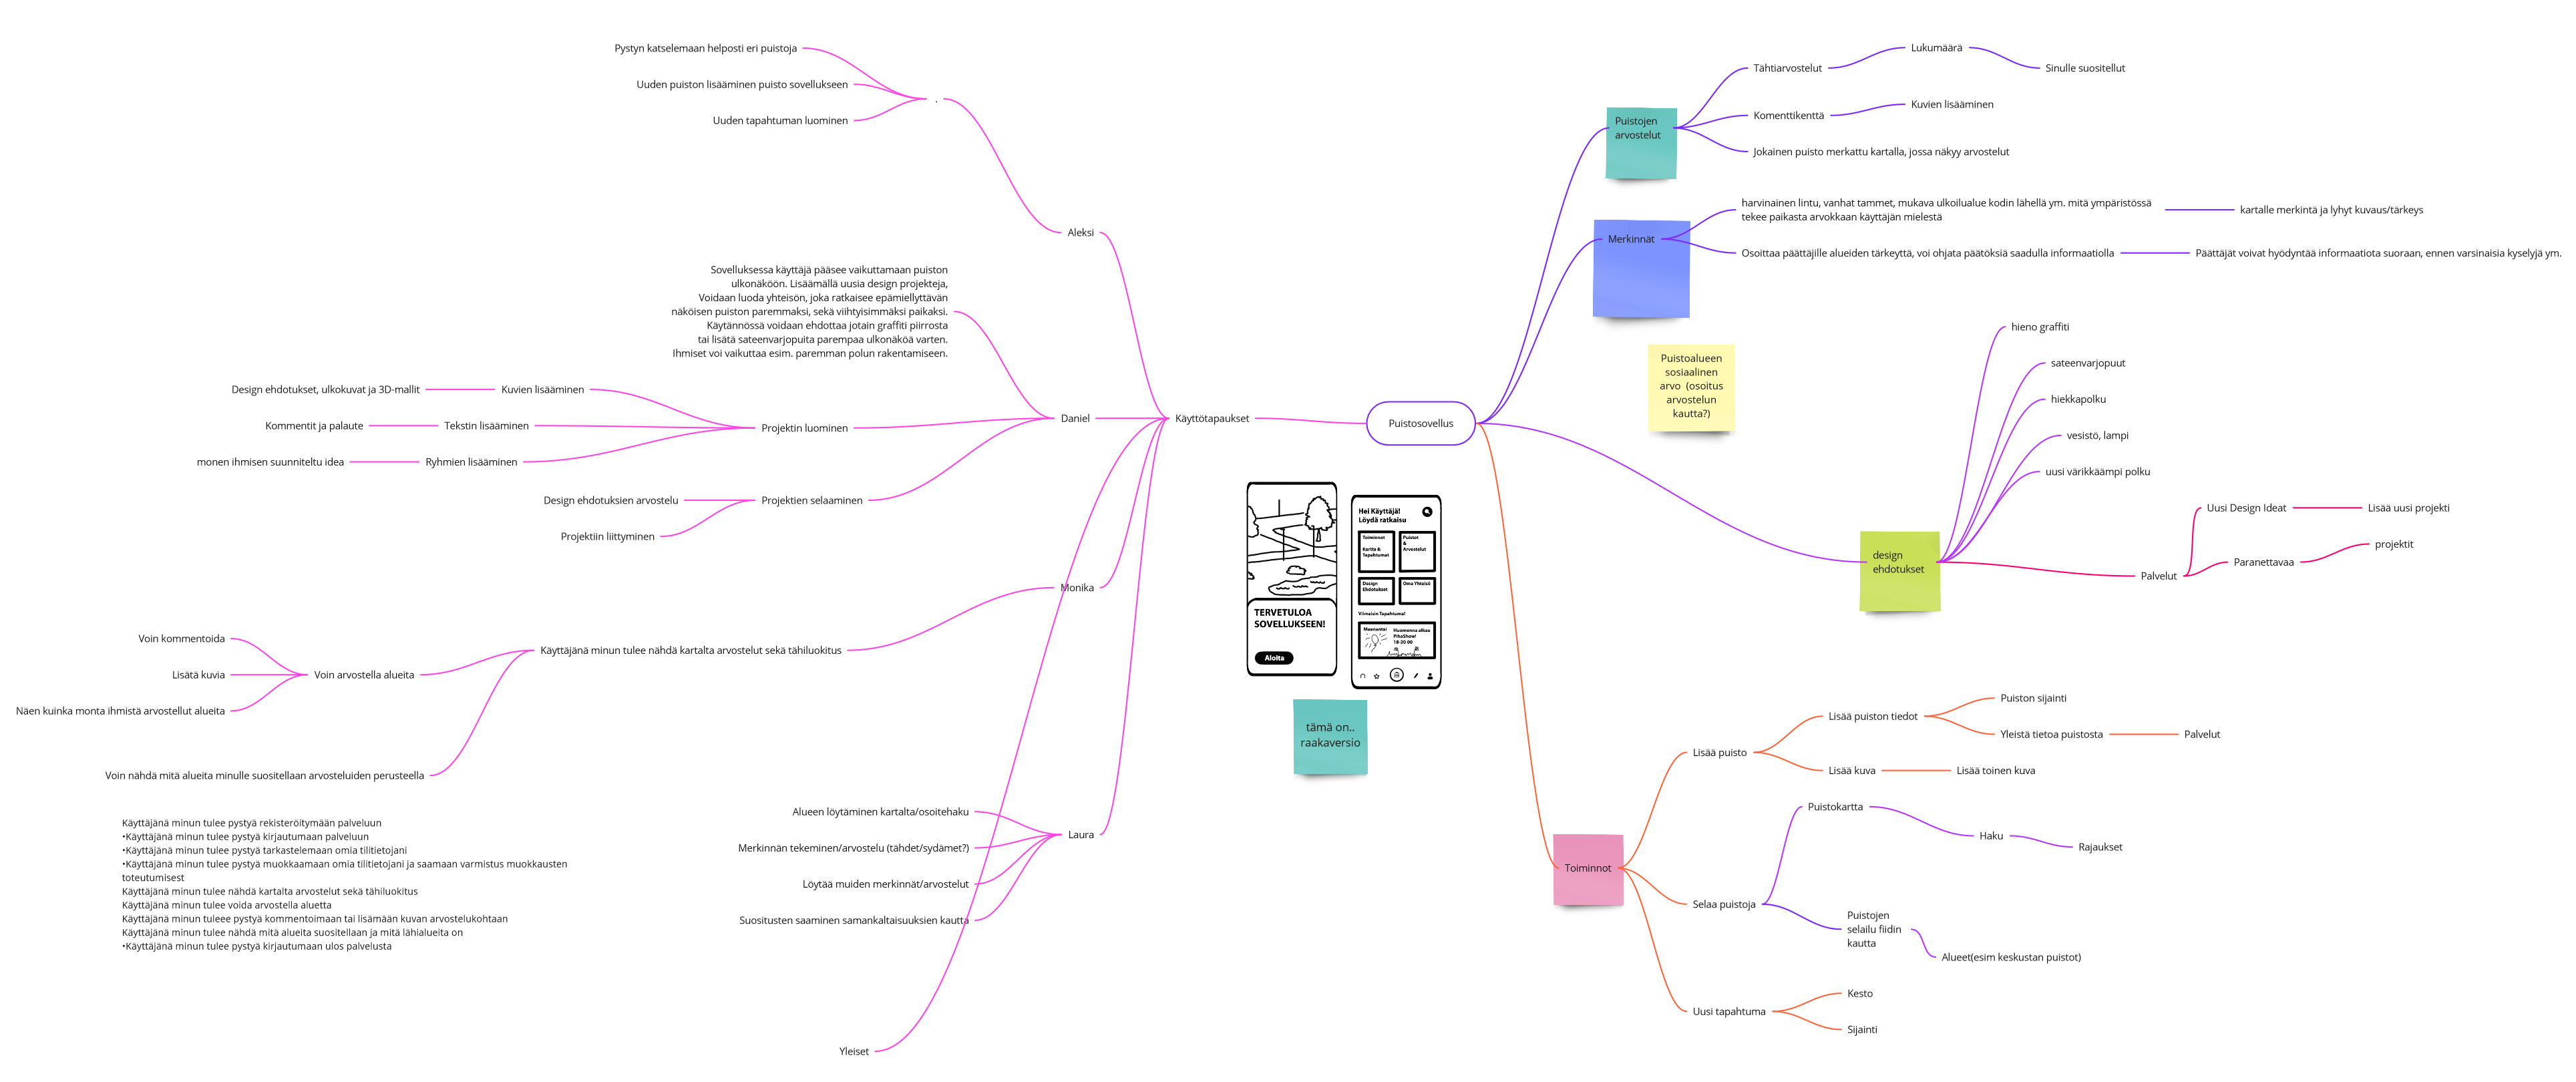 Pystyn katselemaan helposti eri puistoja
Uuden puiston lisääminen puisto sovellukseen
.
Uuden tapahtuman luominen
Aleksi
Sovelluksessa käyttäjä pääsee vaikuttamaan puiston
ulkonäköön. Lisäämällä uusia design projekteja,
Voidaan luoda yhteisön, joka ratkaisee epämiellyttävän
näköisen puiston paremmaksi, sekä viihtyisimmäksi paikaksi.
Käytännössä voidaan ehdottaa jotain graffiti piirrosta
tai lisätä sateenvarjopuita parempaa ulkonäköä varten.
Ihmiset voi vaikuttaa esim. paremman polun rakentamiseen.
Design ehdotukset, ulkokuvat ja 3D-mallit
Kuvien lisääminen
Kommentit ja palaute
Tekstin lisääminen
Projektin luominen
Daniel
Käyttötapaukset
monen ihmisen suunniteltu idea
Ryhmien lisääminen
Design ehdotuksien arvostelu
Projektien selaaminen
Projektiin liittyminen
Monika
Voin kommentoida
Käyttäjänä minun tulee nähdä kartalta arvostelut sekä tähiluokitus
Lisätä kuvia
Voin arvostella alueita
Näen kuinka monta ihmistä arvostellut alueita
Voin nähdä mitä alueita minulle suositellaan arvosteluiden perusteella
Käyttäjänä minun tulee pystyä rekisteröitymään palveluun
•Käyttäjänä minun tulee pystyä kirjautumaan palveluun
•Käyttäjänä minun tulee pystyä tarkastelemaan omia tilitietojani
•Käyttäjänä minun tulee pystyä muokkaamaan omia tilitietojani ja saamaan varmistus muokkausten
toteutumisest
Käyttäjänä minun tulee nähdä kartalta arvostelut sekä tähiluokitus
Käyttäjänä minun tulee voida arvostella aluetta
Käyttäjänä minun tuleee pystyä kommentoimaan tai lisämään kuvan arvostelukohtaan
Käyttäjänä minun tulee nähdä mitä alueita suositellaan ja mitä lähialueita on
•Käyttäjänä minun tulee pystyä kirjautumaan ulos palvelusta
Alueen löytäminen kartalta/osoitehaku
Laura
Merkinnän tekeminen/arvostelu (tähdet/sydämet?)
Löytää muiden merkinnät/arvostelut
Suositusten saaminen samankaltaisuuksien kautta
Yleiset
Puistosovellus
TERVETULOA
SOVELLUKSEEN!
Aloita
Hei Käyttäjä!
Löydä ratkaisu
Toiminnot
Kartta &
Tapahtumat
Puistot
&
Arvostelut
Design
Ehdotukset
Oma Yhteisö
Viimeisin Tapahtuma!
Maanantai
Huomenna alkaa
PihaShow!
18-20.00
tämä on..
raakaversio
Puistojen
arvostelut
Tähtiarvostelut
Lukumäärä
Sinulle suositellut
Komenttikenttä
Kuvien lisääminen
Jokainen puisto merkattu kartalla, jossa näkyy arvostelut
Merkinnät
harvinainen lintu, vanhat tammet, mukava ulkoilualue kodin lähellä ym. mitä ympäristössä
tekee paikasta arvokkaan käyttäjän mielestä
kartalle merkintä ja lyhyt kuvaus/tärkeys
Osoittaa päättäjille alueiden tärkeyttä, voi ohjata päätöksiä saadulla informaatiolla
Päättäjät voivat hyödyntää informaatiota suoraan, ennen varsinaisia kyselyjä ym.
Puistoalueen
sosiaalinen
arvo (osoitus
arvostelun
kautta?)
design
ehdotukset
hieno graffiti
sateenvarjopuut
hiekkapolku
vesistö, lampi
uusi värikkäämpi polku
Palvelut
Uusi Design Ideat
Lisää uusi projekti
Paranettavaa
projektit
Toiminnot
Lisää puisto
Lisää puiston tiedot
Puiston sijainti
Yleistä tietoa puistosta
Palvelut
Lisää kuva
Lisää toinen kuva
Selaa puistoja
Puistokartta
Haku
Rajaukset
Puistojen
selailu fiidin
kautta
Alueet(esim keskustan puistot)
Uusi tapahtuma
Kesto
Sijainti